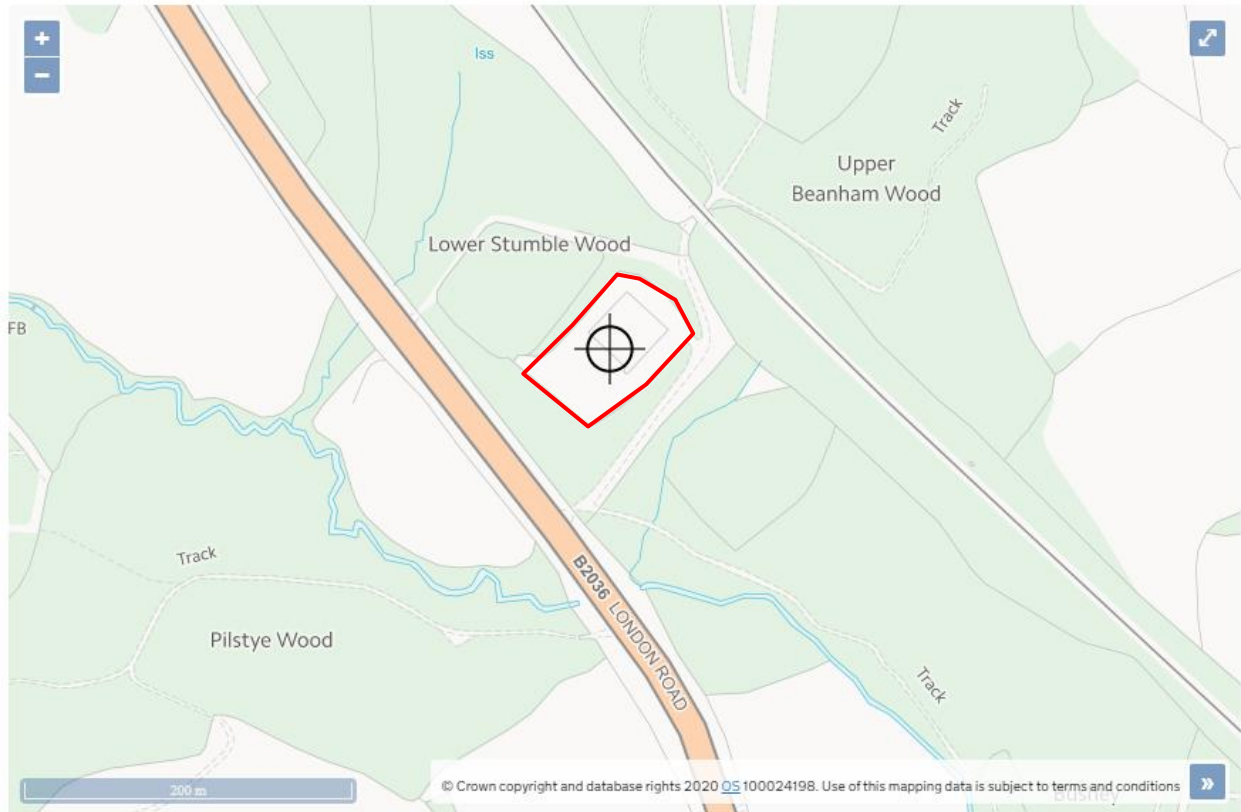 +
−
Iss
Track
Upper
Beanham Wood
Lower Stumble Wood
FB
Track
B2036 LONDON ROAD
Pilstye Wood
Track
200 m
© Crown copyright and database rights 2020 OS 100024198. Use of this mapping data is subject to terms and conditions
»